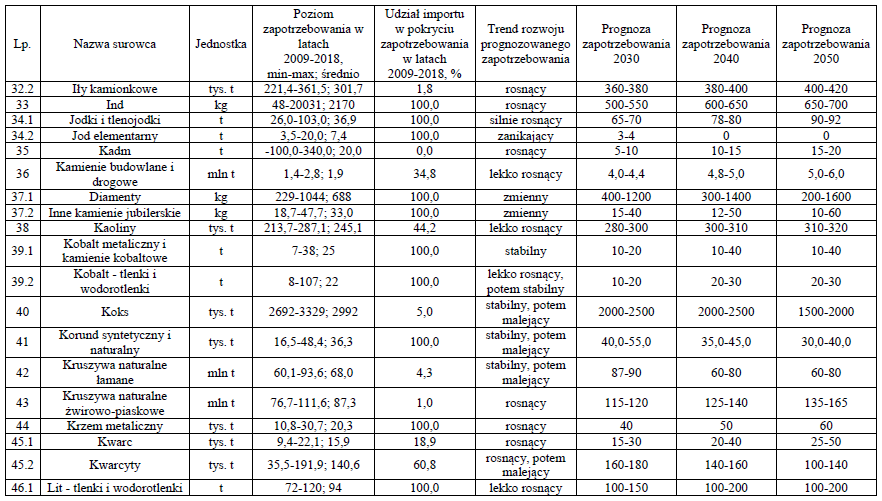 Lp. | Nazwa surowca | Jednostka | Poziom zapotrzebowania w latach 2009-2018, min-max; średnio | Udział importu w pokryciu zapotrzebowania w latach 2009-2018, % | Trend rozwoju prognozowanego zapotrzebowania | Prognoza zapotrzebowania 2030 | Prognoza zapotrzebowania 2040 | Prognoza zapotrzebowania 2050
32.2 | Iły kamionkowe | tys. t | 221,4-361,5; 301,7 | 1,8 | rosnący | 360-380 | 380-400 | 400-420
33 | Ind | kg | 48-20031; 2170 | 100,0 | rosnący | 500-550 | 600-650 | 650-700
34.1 | Jodki i tlenojodki | t | 26,0-103,0; 36,9 | 100,0 | silnie rosnący | 65-70 | 78-80 | 90-92
34.2 | Jod elementarny | t | 3,5-20,0; 7,4 | 100,0 | zanikający | 3-4 | 0 | 0
35 | Kadm | t | -100,0-340,0; 20,0 | 0,0 | rosnący | 5-10 | 10-15 | 15-20
36 | Kamienie budowlane i drogowe | mln t | 1,4-2,8; 1,9 | 34,8 | lekko rosnący | 4,0-4,4 | 4,8-5,0 | 5,0-6,0
37.1 | Diamenty | kg | 229-1044; 688 | 100,0 | zmienny | 400-1200 | 300-1400 | 200-1600
37.2 | Inne kamienie jubilerskie | kg | 18,7-47,7; 33,0 | 100,0 | zmienny | 15-40 | 12-50 | 10-60
38 | Kaoliny | tys. t | 213,7-287,1; 245,1 | 44,2 | lekko rosnący | 280-300 | 300-310 | 310-320
39.1 | Kobalt metaliczny i kamienie kobaltowe | t | 7-38; 25 | 100,0 | stabilny | 10-20 | 10-40 | 10-40
39.2 | Kobalt - tlenki i wodorotlenki | t | 8-107; 22 | 100,0 | lekko rosnący, potem stabilny | 10-20 | 20-30 | 20-30
40 | Koks | tys. t | 2692-3329; 2992 | 5,0 | stabilny, potem malejący | 2000-2500 | 2000-2500 | 1500-2000
41 | Korund syntetyczny i naturalny | tys. t | 16,5-48,4; 36,3 | 100,0 | stabilny, potem malejący | 40,0-55,0 | 35,0-45,0 | 30,0-40,0
42 | Kruszywa naturalne łamane | mln t | 60,1-93,6; 68,0 | 4,3 | stabilny, potem malejący | 87-90 | 60-80 | 60-80
43 | Kruszywa naturalne żwirowo-piaskowe | mln t | 76,7-111,6; 87,3 | 1,0 | rosnący | 115-120 | 125-140 | 135-165
44 | Krzem metaliczny | tys. t | 10,8-30,7; 20,3 | 100,0 | rosnący | 40 | 50 | 60
45.1 | Kwarc | tys. t | 9,4-22,1; 15,9 | 18,9 | rosnący | 15-30 | 20-40 | 25-50
45.2 | Kwarcyty | tys. t | 35,5-191,9; 140,6 | 60,8 | rosnący, potem malejący | 160-180 | 140-160 | 100-140
46.1 | Lit - tlenki i wodorotlenki | t | 72-120; 94 | 100,0 | lekko rosnący | 100-150 | 100-200 | 100-200